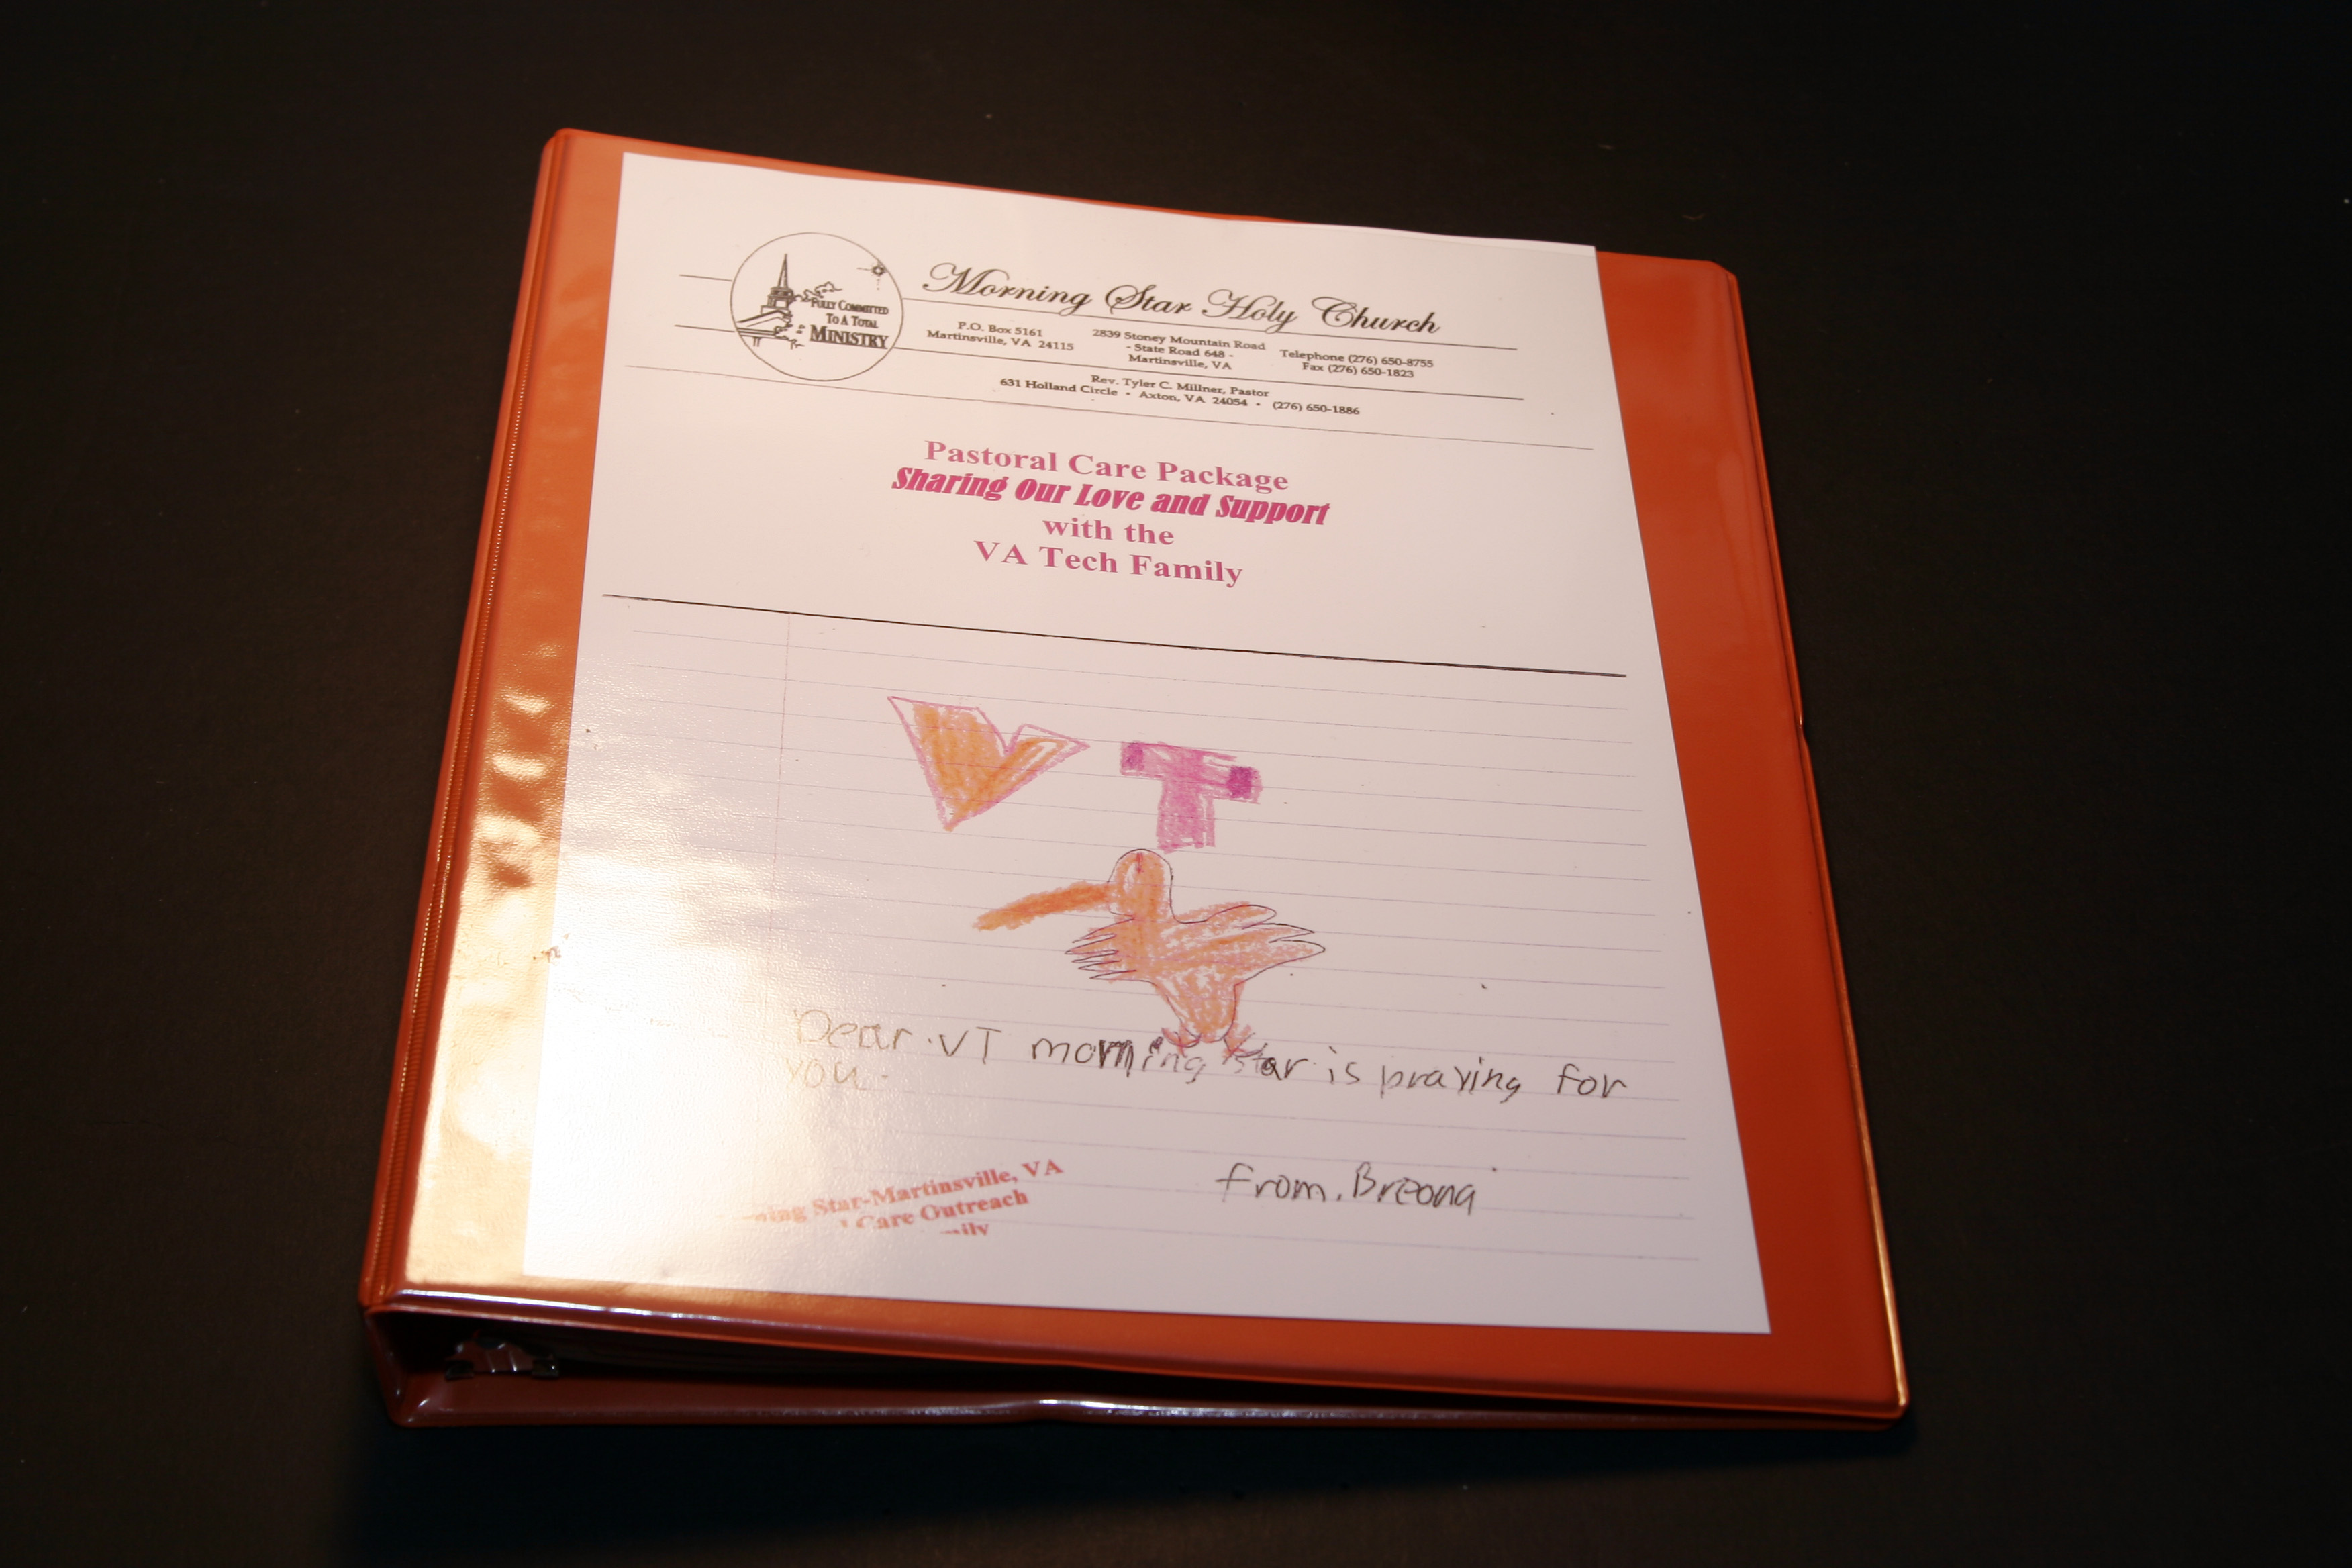 Morning Star Holy Church
FULLY COMMITTED
TO A TOTAL
MINISTRY
P.O. Box 5161
Martinsville, VA 24115
2839 Stoney Mountain Road
- State Road 648 -
Martinsville, VA
Telephone (276) 650-8755
Fax (276) 650-1823
Rev. Tyler C. Millner, Pastor
631 Holland Circle • Axton, VA 24054 • (276) 650-1886
Pastoral Care Package
Sharing Our Love and Support
with the
VA Tech Family
VT
Dear VT morning star is praying for
you.
from, Breona
Star-Martinsville, VA
Care Outreach